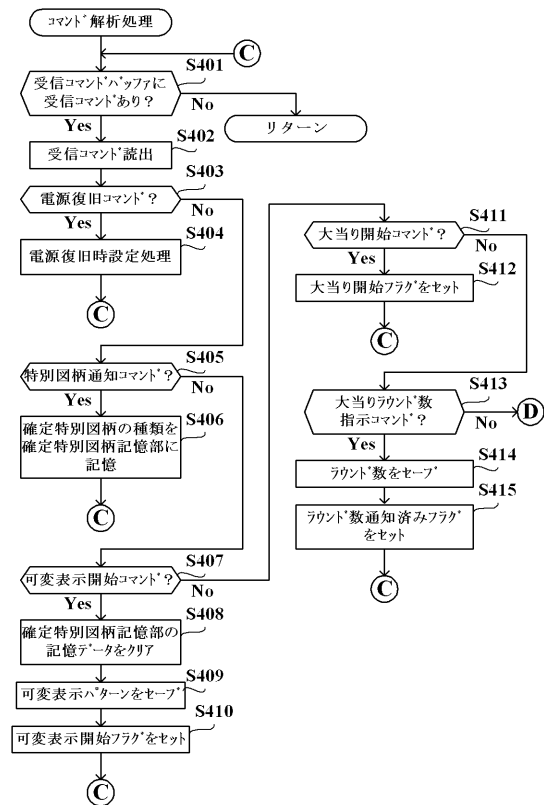 コマンド解析処理
C
S401
受信コマンドバッファに
受信コマンドあり?
No
Yes
リターン
S402
受信コマンド読出
S403
電源復旧コマンド?
Yes
No
S404
電源復旧時設定処理
C
S405
特別図柄通知コマンド?
Yes
No
S406
確定特別図柄の種類を
確定特別図柄記憶部に
記憶
C
S407
可変表示開始コマンド?
Yes
No
S408
確定特別図柄記憶部の
記憶データをクリア
S409
可変表示パターンをセーブ
S410
可変表示開始フラグをセット
C
S411
大当り開始コマンド?
Yes
No
S412
大当り開始フラグをセット
C
S413
大当りラウンド数
指示コマンド?
No
D
Yes
S414
ラウンド数をセーブ
S415
ラウンド数通知済みフラグ
をセット
C